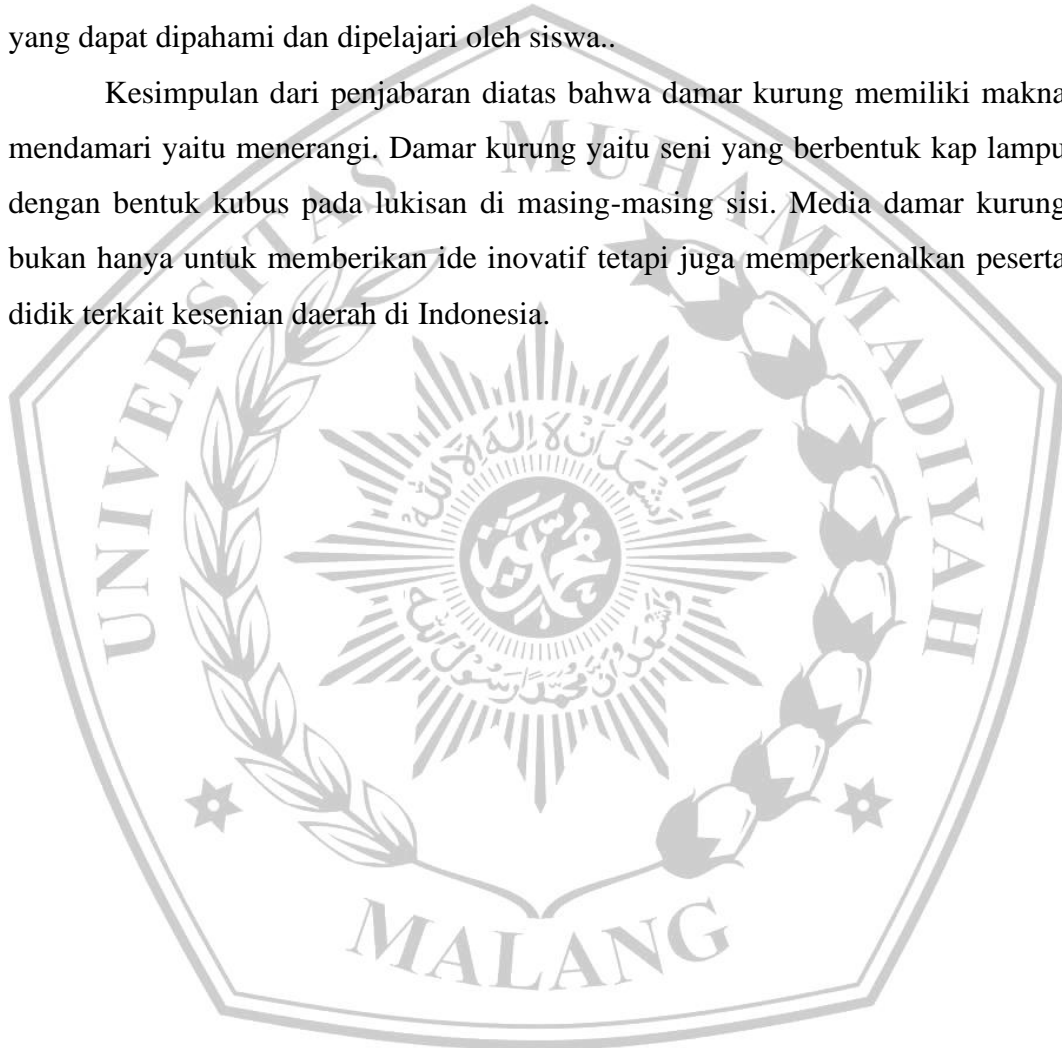 yang dapat dipahami dan dipelajari oleh siswa..
Kesimpulan dari penjabaran diatas bahwa damar kurung memiliki makna
mendamari yaitu menerangi. Damar kurung yaitu seni yang berbentuk kap lampu
dengan bentuk kubus pada lukisan di masing-masing sisi. Media damar kurung
bukan hanya untuk memberikan ide inovatif tetapi juga memperkenalkan peserta
didik terkait kesenian daerah di Indonesia.
UNIVERSITAS MUHAMMADIYAH
MALANG